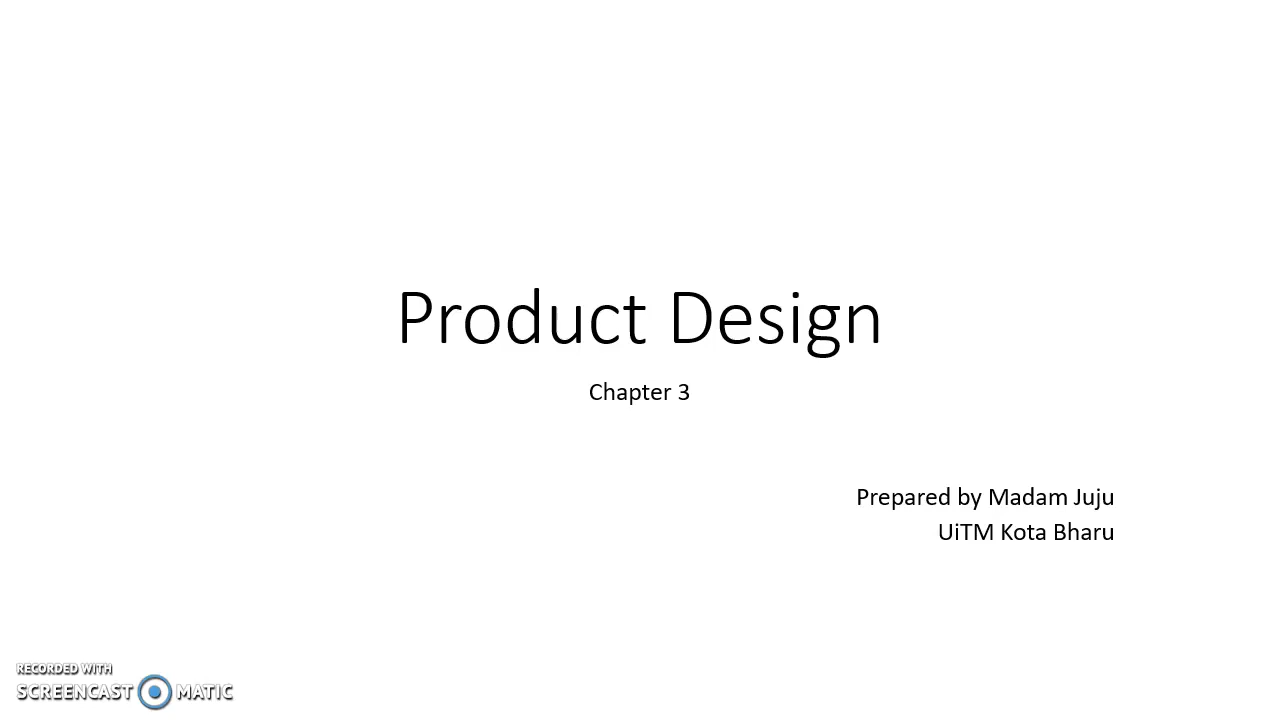 Product Design
Chapter 3
Prepared by Madam Juju
UiTM Kota Bharu
RECORDED WITH
SCREENCAST MATIC